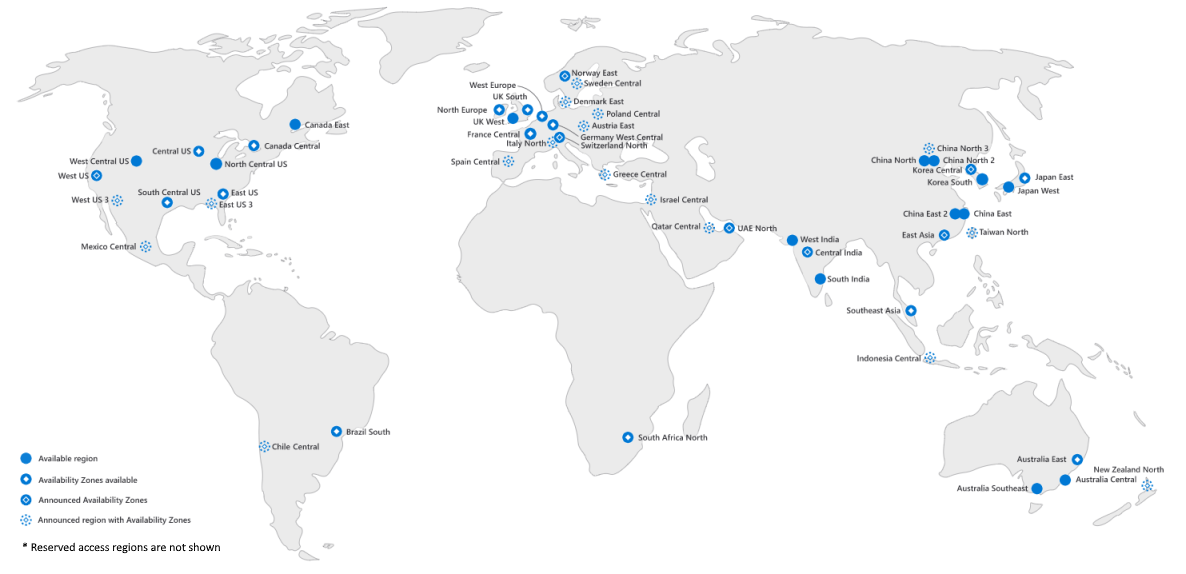 Norway East
Sweden Central
West Europe
UK South
Denmark East
North Europe
Poland Central
UK West
Austria East
Canada East
France Central
Germany West Central
Italy North
Switzerland North
Canada Central
Central US
China North 3
West Central US
North Central US
Spain Central
China North
China North 2
Korea Central
West US
Greece Central
Korea South
Japan East
Japan West
South Central US
East US
West US 3
East US 3
Israel Central
China East 2
China East
Qatar Central
UAE North
Taiwan North
East Asia
West India
Mexico Central
Central India
South India
Southeast Asia
Indonesia Central
Brazil South
South Africa North
Chile Central
Australia East
New Zealand North
Australia Central
Australia Southeast
Available region
Availability Zones available
Announced Availability Zones
Announced region with Availability Zones
* Reserved access regions are not shown